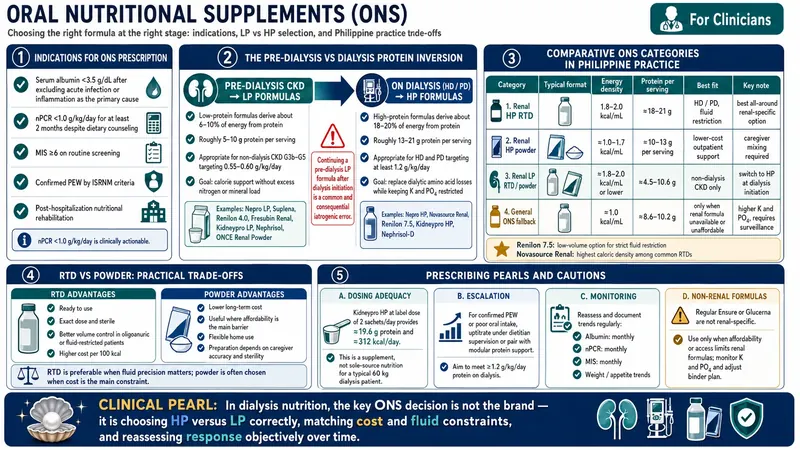 ORAL NUTRITIONAL SUPPLEMENTS (ONS)
Choosing the right formula at the right stage: indications, LP vs HP selection, and Philippine practice trade-offs
For Clinicians
1 INDICATIONS FOR ONS PRESCRIPTION
Serum albumin <3.5 g/dL after
excluding acute infection or
inflammation as the primary
cause
nPCR <1.0 g/kg/day for at least
2 months despite dietary counseling
MIS ≥6 on routine screening
Confirmed PEW by ISRNM criteria
Post-hospitalization nutritional
rehabilitation
nPCR <1.0 g/kg/day is clinically actionable.
2 THE PRE-DIALYSIS VS DIALYSIS PROTEIN INVERSION
PRE-DIALYSIS CKD
→ LP FORMULAS
Low-protein formulas derive about
6–10% of energy from protein
Roughly 5–10 g protein per serving
Appropriate for non-dialysis CKD G3b–G5
targeting 0.55–0.60 g/kg/day
Goal: calorie support without excess
nitrogen or mineral load
Examples: Nepro LP, Suplena,
Renilon 4.0, Fresubin Renal,
Kidneypro LP, Nephrisol,
ONCE Renal Powder
Continuing a
pre-dialysis LP
formula after
dialysis initiation
is a common and
consequential
iatrogenic error.
ON DIALYSIS (HD / PD)
→ HP FORMULAS
High-protein formulas derive about
18–20% of energy from protein
Roughly 13–21 g protein per serving
Appropriate for HD and PD targeting
at least 1.2 g/kg/day
Goal: replace dialytic amino acid losses
while keeping K and PO4 restricted
Examples: Nepro HP, Novasource Renal,
Renilon 7.5, Kidneypro HP,
Nephrisol-D
3 COMPARATIVE ONS CATEGORIES
IN PHILIPPINE PRACTICE
Category
Typical format
Energy
density
Protein per
serving
Best fit
Key note
1. Renal
HP RTD
1.8–2.0
kcal/mL
≈18–21 g
HD / PD,
fluid
restriction
best all-around
renal-specific
option
2. Renal
HP powder
≈1.0–1.7
kcal/mL
≈10–13 g
per serving
lower-cost
outpatient
support
caregiver
mixing
required
3. Renal LP
RTD / powder
≈1.8–2.0
kcal/mL
or lower
≈4.5–10.6 g
non-dialysis
CKD only
switch to
HP at dialysis
initiation
4. General
ONS fallback
≈1.0
kcal/mL
≈8.6–10.2 g
only when
renal formula
unavailable or
unaffordable
higher K and
PO4, requires
surveillance
Renilon 7.5: low-volume option for strict fluid restriction
Novasource Renal: highest caloric density among common RTDs
4 RTD VS POWDER: PRACTICAL TRADE-OFFS
RTD ADVANTAGES
Ready to use
Exact dose and sterile
Better volume control in oligoanuric
or fluid-restricted patients
Higher cost per 100 kcal
POWDER ADVANTAGES
Lower long-term cost
Useful where affordability is
the main barrier
Flexible home use
Preparation depends on caregiver
accuracy and sterility
RTD is preferable when fluid precision matters; powder is often chosen
when cost is the main constraint.
5 PRESCRIBING PEARLS AND CAUTIONS
A. DOSING ADEQUACY
Kidneypro HP at label dose
of 2 sachets/day provides
≈19.6 g protein and
≈312 kcal/day.
This is a supplement,
not sole-source nutrition
for a typical 60 kg
dialysis patient.
B. ESCALATION
For confirmed PEW
or poor oral intake,
uptitrate under dietitian
supervision or pair with
modular protein support.
Aim to meet ≥1.2 g/kg/day
protein on dialysis.
C. MONITORING
Reassess and document
trends regularly:
Albumin: monthly
nPCR: monthly
MIS: monthly
Weight / appetite trends
D. NON-RENAL FORMULAS
Regular Ensure or Glucerna
are not renal-specific.
Use only when affordability
or access limits renal
formulas; monitor K
and PO4 and adjust
binder plan.
CLINICAL PEARL: In dialysis nutrition, the key ONS decision is not the brand —
it is choosing HP versus LP correctly, matching cost and fluid constraints,
and reassessing response objectively over time.